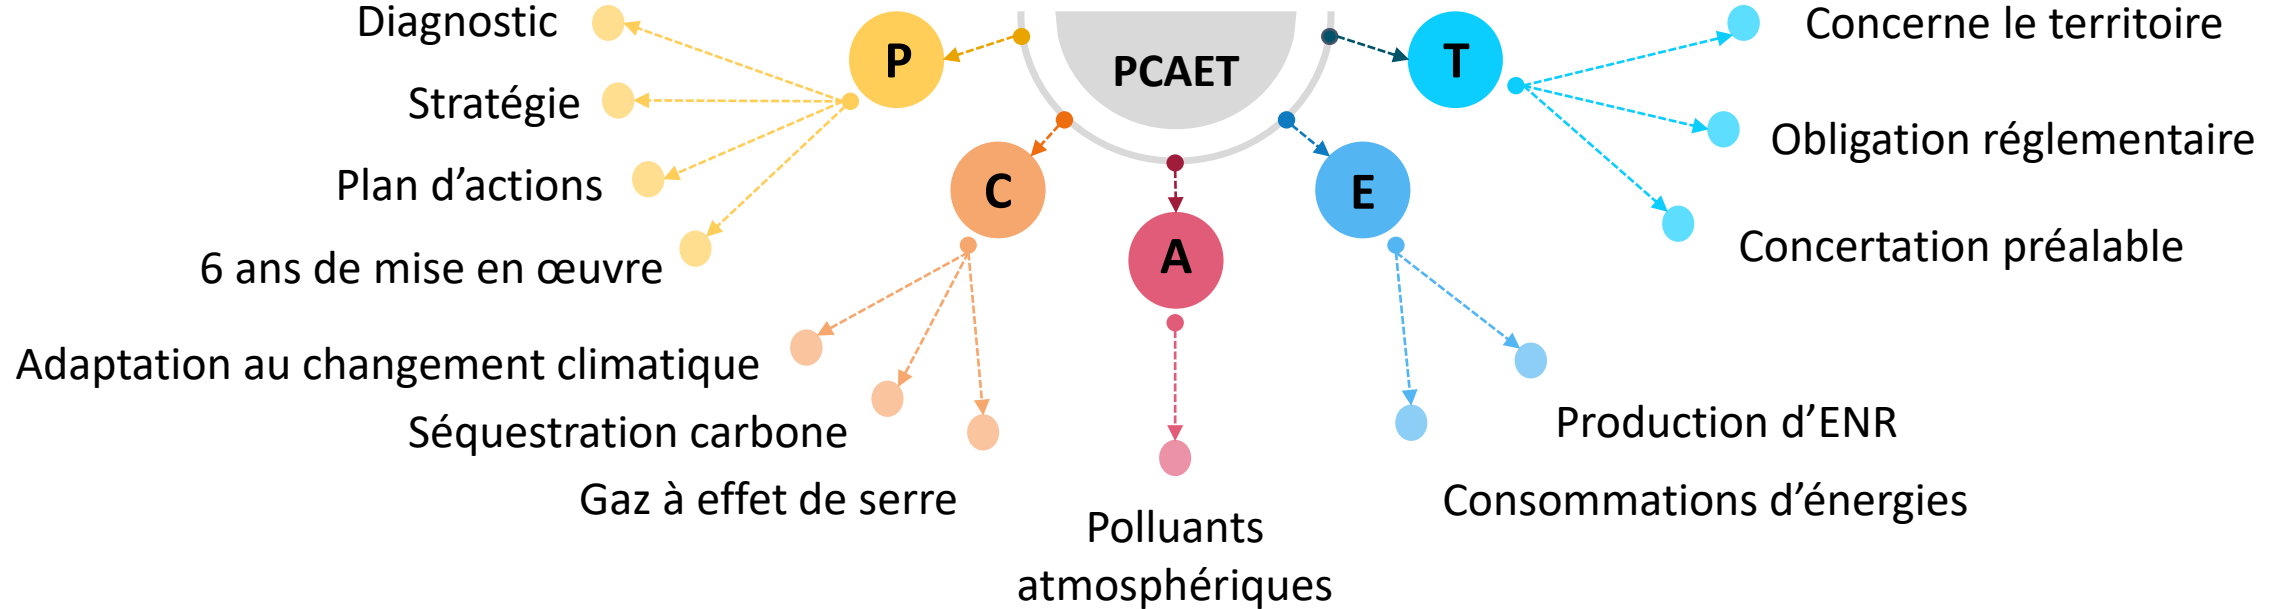 PCAET
P
Diagnostic
Stratégie
Plan d’actions
6 ans de mise en œuvre
C
Adaptation au changement climatique
Séquestration carbone
Gaz à effet de serre
A
Polluants
atmosphériques
E
Production d’ENR
Consommations d’énergies
T
Concerne le territoire
Obligation réglementaire
Concertation préalable